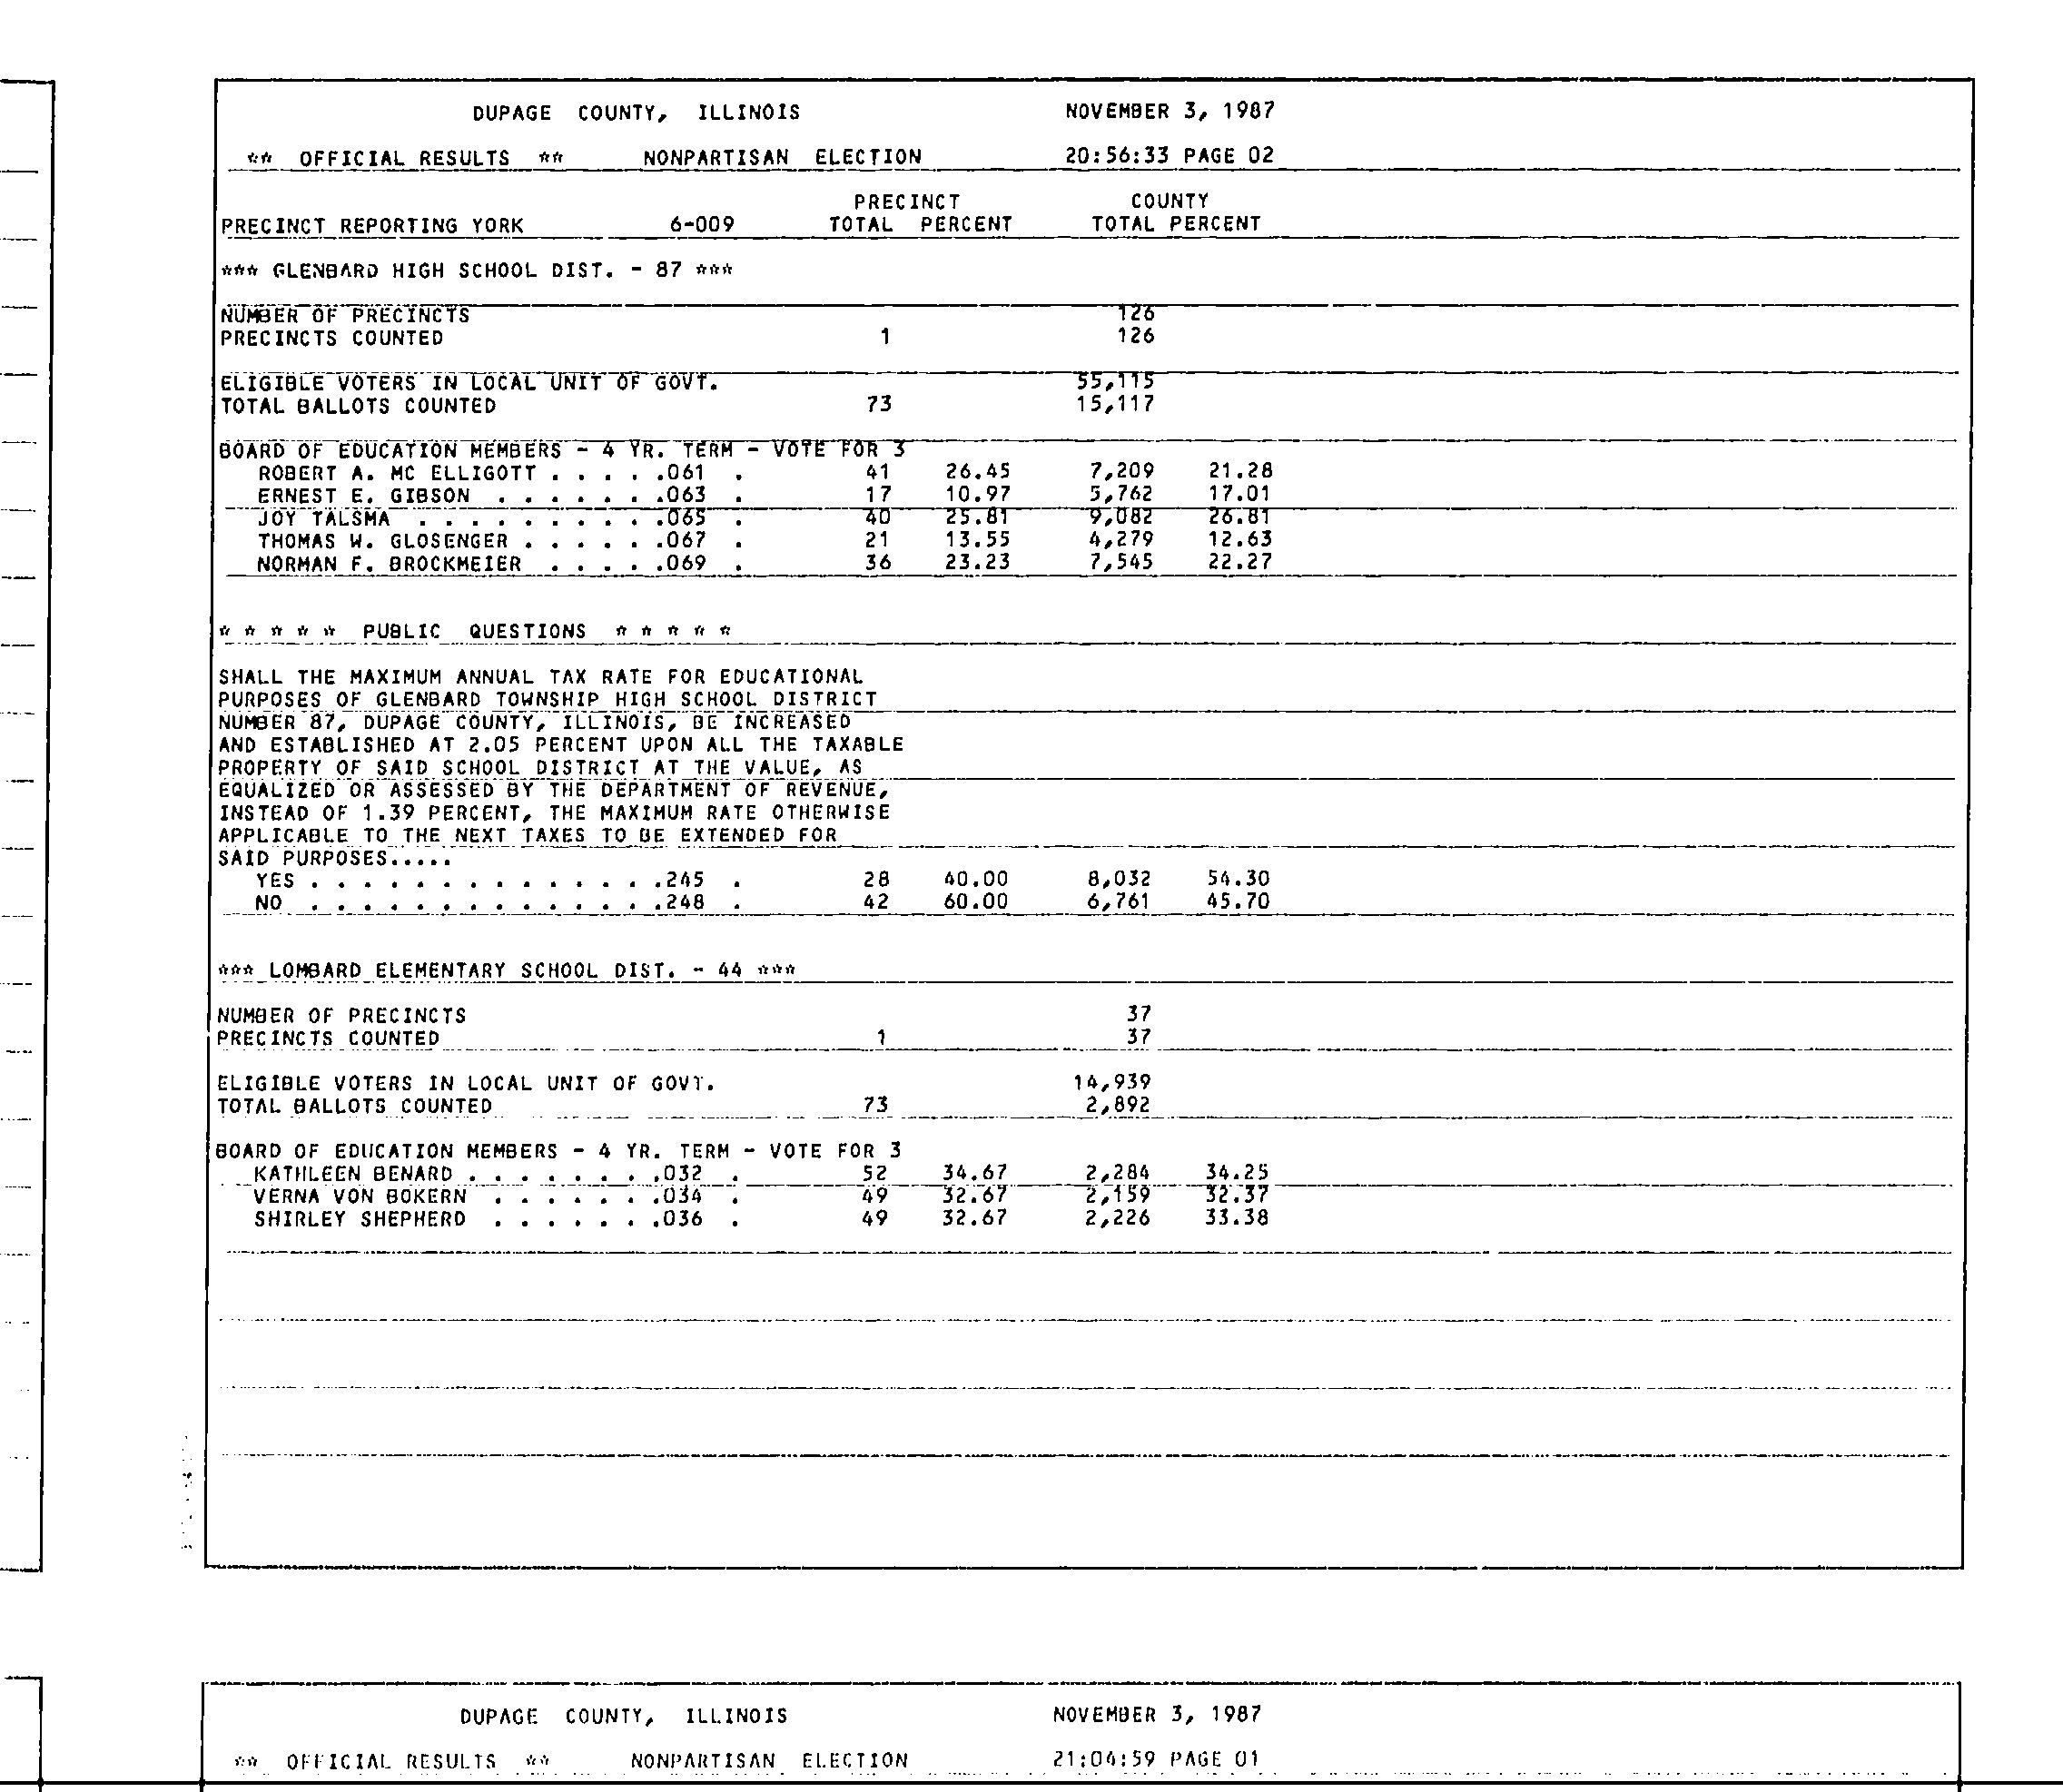 DUPAGE COUNTY, ILLINOIS NOVEMBER 3, 1987
** OFFICIAL RESULTS ** NONPARTISAN ELECTION 20:56:33 PAGE 02
PRECINCT COUNTY
PRECINCT REPORTING YORK 6-009 TOTAL PERCENT TOTAL PERCENT
*** GLENBARD HIGH SCHOOL DIST. - 87 ***
NUMBER OF PRECINCTS 126
PRECINCTS COUNTED 1 126
ELIGIBLE VOTERS IN LOCAL UNIT OF GOVT. 55,115
TOTAL BALLOTS COUNTED 73 15,117
BOARD OF EDUCATION MEMBERS - 4 YR. TERM - VOTE FOR 3
ROBERT A. MC ELLIGOTT . . . . .061 . 41 26.45 7,209 21.28
ERNEST E. GIBSON . . . . . . .063 . 17 10.97 5,762 17.01
JOY TALSMA . . . . . . . . . .065 . 40 25.81 9,082 26.81
THOMAS W. GLOSENGER . . . . . .067 . 21 13.55 4,279 12.63
NORMAN F. BROCKMEIER . . . . .069 . 36 23.23 7,545 22.27
* * * * * PUBLIC QUESTIONS * * * * *
SHALL THE MAXIMUM ANNUAL TAX RATE FOR EDUCATIONAL
PURPOSES OF GLENBARD TOWNSHIP HIGH SCHOOL DISTRICT
NUMBER 87, DUPAGE COUNTY, ILLINOIS, BE INCREASED
AND ESTABLISHED AT 2.05 PERCENT UPON ALL THE TAXABLE
PROPERTY OF SAID SCHOOL DISTRICT AT THE VALUE, AS
EQUALIZED OR ASSESSED BY THE DEPARTMENT OF REVENUE,
INSTEAD OF 1.39 PERCENT, THE MAXIMUM RATE OTHERWISE
APPLICABLE TO THE NEXT TAXES TO BE EXTENDED FOR
SAID PURPOSES.....
YES . . . . . . . . . . . . . .245 . 28 40.00 8,032 54.30
NO . . . . . . . . . . . . . .248 . 42 60.00 6,761 45.70
*** LOMBARD ELEMENTARY SCHOOL DIST. - 44 ***
NUMBER OF PRECINCTS 37
PRECINCTS COUNTED 1 37
ELIGIBLE VOTERS IN LOCAL UNIT OF GOVT. 14,939
TOTAL BALLOTS COUNTED 73 2,892
BOARD OF EDUCATION MEMBERS - 4 YR. TERM - VOTE FOR 3
KATHLEEN BENARD . . . . . . . .032 . 52 34.67 2,284 34.25
VERNA VON BOKERN . . . . . . .034 . 49 32.67 2,159 32.37
SHIRLEY SHEPHERD . . . . . . .036 . 49 32.67 2,226 33.38
DUPAGE COUNTY, ILLINOIS NOVEMBER 3, 1987
** OFFICIAL RESULTS ** NONPARTISAN ELECTION 21:04:59 PAGE 01